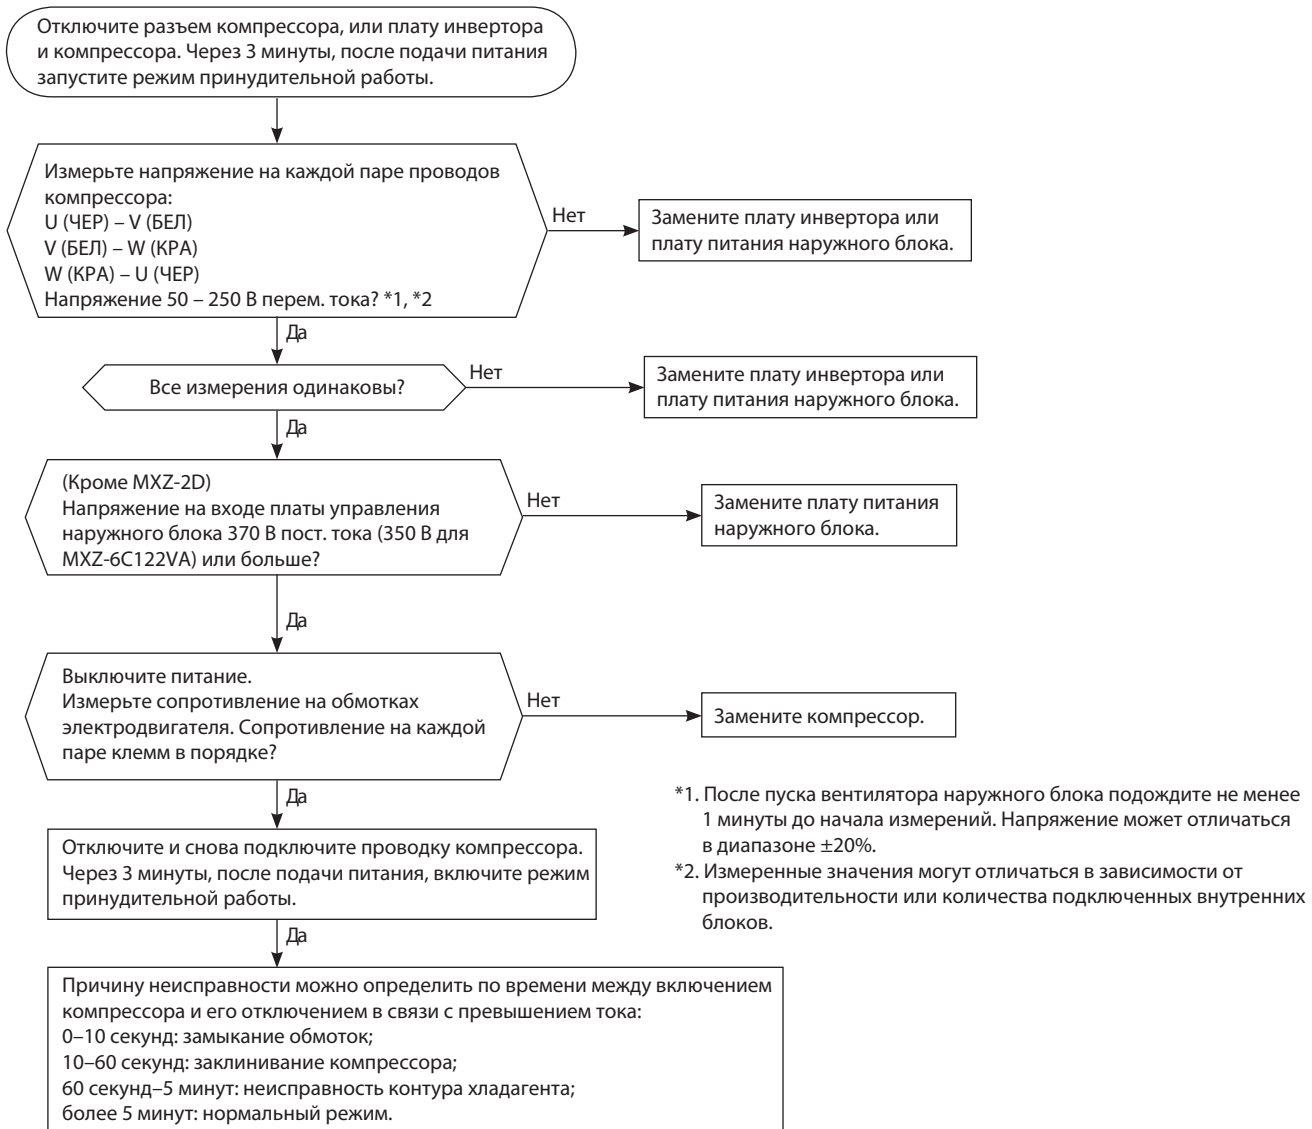 Отключите разъем компрессора, или плату инвертора
и компрессора. Через 3 минуты, после подачи питания
запустите режим принудительной работы.
Измерьте напряжение на каждой паре проводов
компрессора:
U (ЧЕР) – V (БЕЛ)
V (БЕЛ) – W (КРА)
W (КРА) – U (ЧЕР)
Напряжение 50 – 250 В перем. тока? *1, *2
Нет
Замените плату инвертора или
плату питания наружного блока.
Да
Все измерения одинаковы?
Нет
Замените плату инвертора или
плату питания наружного блока.
Да
(Кроме MXZ-2D)
Напряжение на входе платы управления
наружного блока 370 В пост. тока (350 В для
MXZ-6C122VA) или больше?
Нет
Замените плату питания
наружного блока.
Да
Выключите питание.
Измерьте сопротивление на обмотках
электродвигателя. Сопротивление на каждой
паре клемм в порядке?
Нет
Замените компрессор.
Да
Отключите и снова подключите проводку компрессора.
Через 3 минуты, после подачи питания, включите режим
принудительной работы.
Да
Причину неисправности можно определить по времени между включением
компрессора и его отключением в связи с превышением тока:
0–10 секунд: замыкание обмоток;
10–60 секунд: заклинивание компрессора;
60 секунд–5 минут: неисправность контура хладагента;
более 5 минут: нормальный режим.
*1. После пуска вентилятора наружного блока подождите не менее
1 минуты до начала измерений. Напряжение может отличаться
в диапазоне ±20%.
*2. Измеренные значения могут отличаться в зависимости от
производительности или количества подключенных внутренних
блоков.